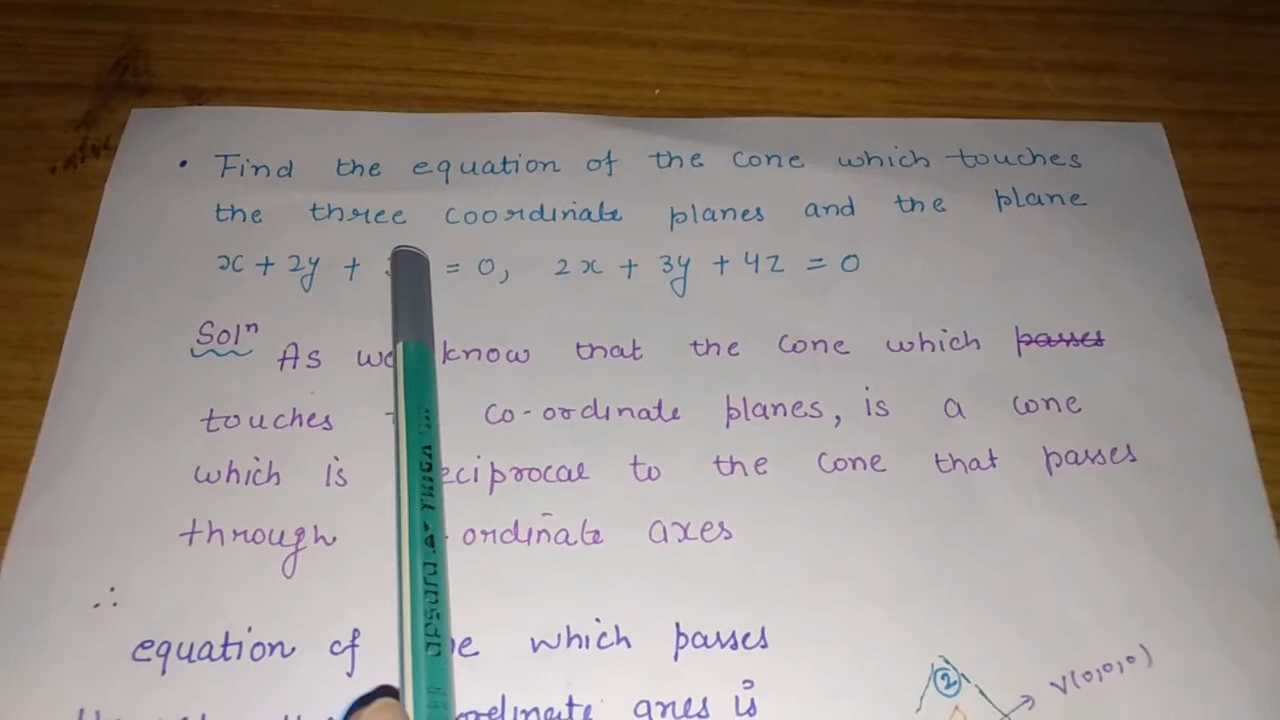 • Find the equation of the cone which touches
the three coordinate planes and the plane
x + 2y + = 0, 2x + 3y + 4z = 0
Solⁿ
As we know that the cone which passes
touches co-ordinate planes, is a cone
which is reciprocal to the cone that passes
through ordinate axes
∴
equation of which passes
ordinate axes is
② V(0,0,0)